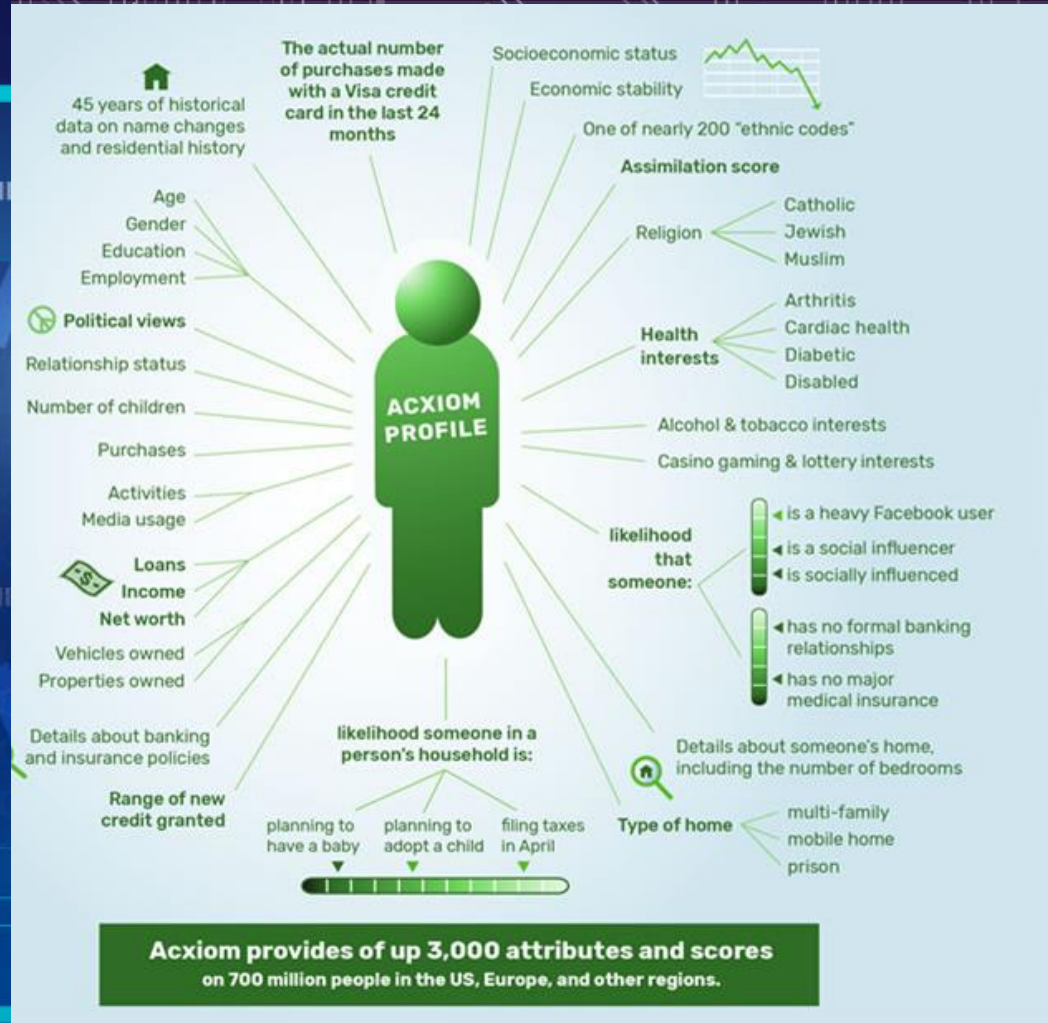 45 years of historical
data on name changes
and residential history
The actual number
of purchases made
with a Visa credit
card in the last 24
months
Socioeconomic status
Economic stability
One of nearly 200 “ethnic codes”
Assimilation score
Religion
Catholic
Jewish
Muslim
Health
interests
Arthritis
Cardiac health
Diabetic
Disabled
Alcohol & tobacco interests
Casino gaming & lottery interests
likelihood
that
someone:
is a heavy Facebook user
is a social influencer
is socially influenced
has no formal banking
relationships
has no major
medical insurance
Details about someone's home,
including the number of bedrooms
Type of home
multi-family
mobile home
prison
Age
Gender
Education
Employment
Political views
Relationship status
Number of children
Purchases
Activities
Media usage
Loans
$
Income
Net worth
Vehicles owned
Properties owned
Details about banking
and insurance policies
Range of new
credit granted
ACXIOM
PROFILE
likelihood someone in a
person's household is:
planning to
have a baby
planning to
adopt a child
filing taxes
in April
Acxiom provides of up 3,000 attributes and scores
on 700 million people in the US, Europe, and other regions.